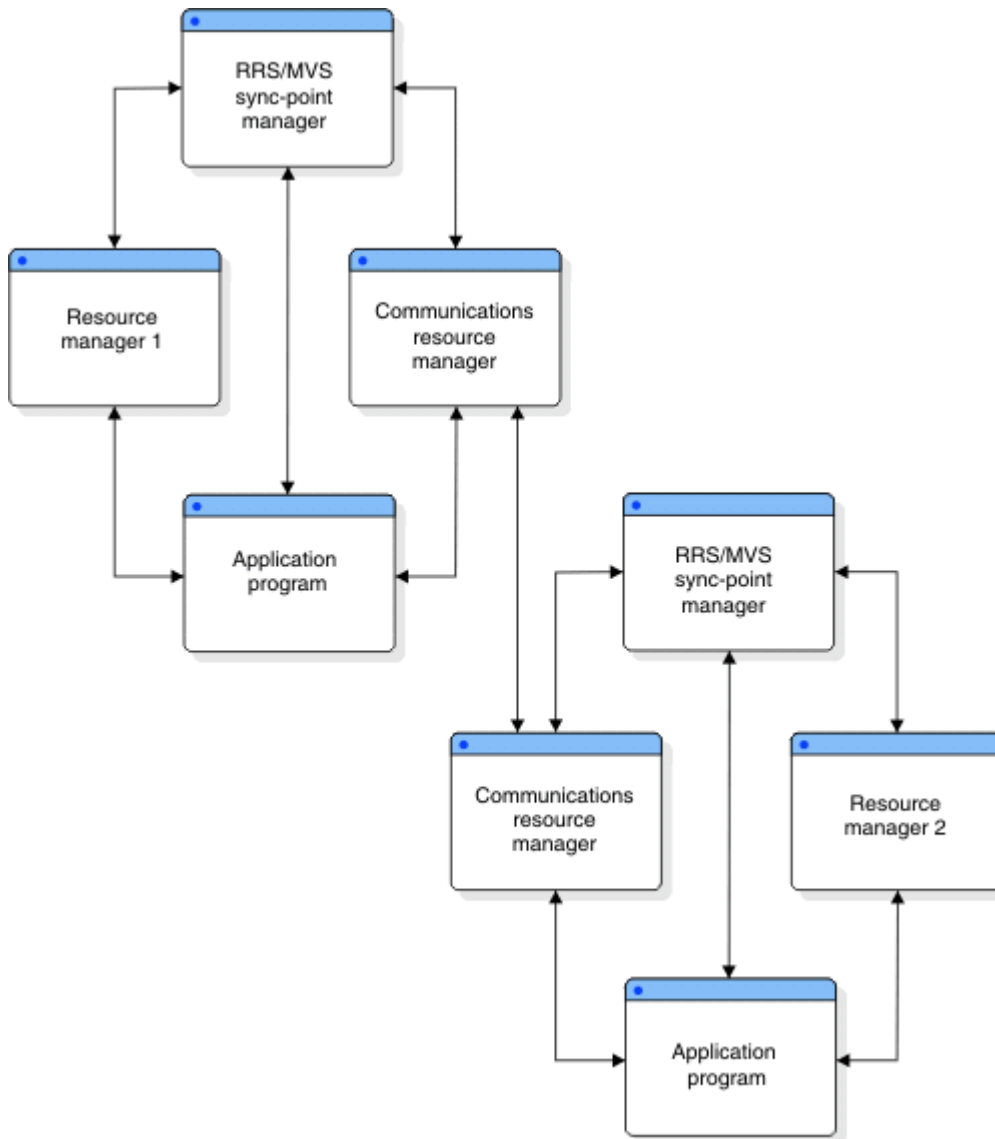 RRS/MVS
sync-point
manager
Resource
manager 1
Communications
resource
manager
Application
program
RRS/MVS
sync-point
manager
Communications
resource
manager
Resource
manager 2
Application
program